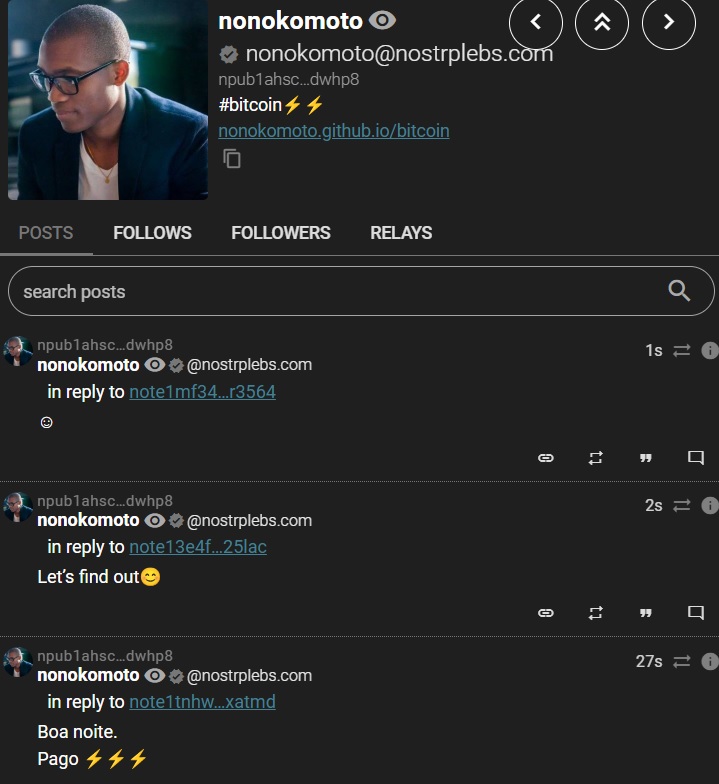 nonokomoto
nonokomoto@nostrplebs.com
npub1ahsc…dwhp8
#bitcoin⚡⚡
nonokomoto.github.io/bitcoin
POSTS FOLLOWS FOLLOWERS RELAYS
search posts
npub1ahsc…dwhp8
nonokomoto @nostrplebs.com 1s
in reply to note1mf34…r3564
☺
npub1ahsc…dwhp8
nonokomoto @nostrplebs.com 2s
in reply to note13e4f…25lac
Let’s find out😊
npub1ahsc…dwhp8
nonokomoto @nostrplebs.com 27s
in reply to note1tnhw…xatmd
Boa noite.
Pago ⚡⚡⚡